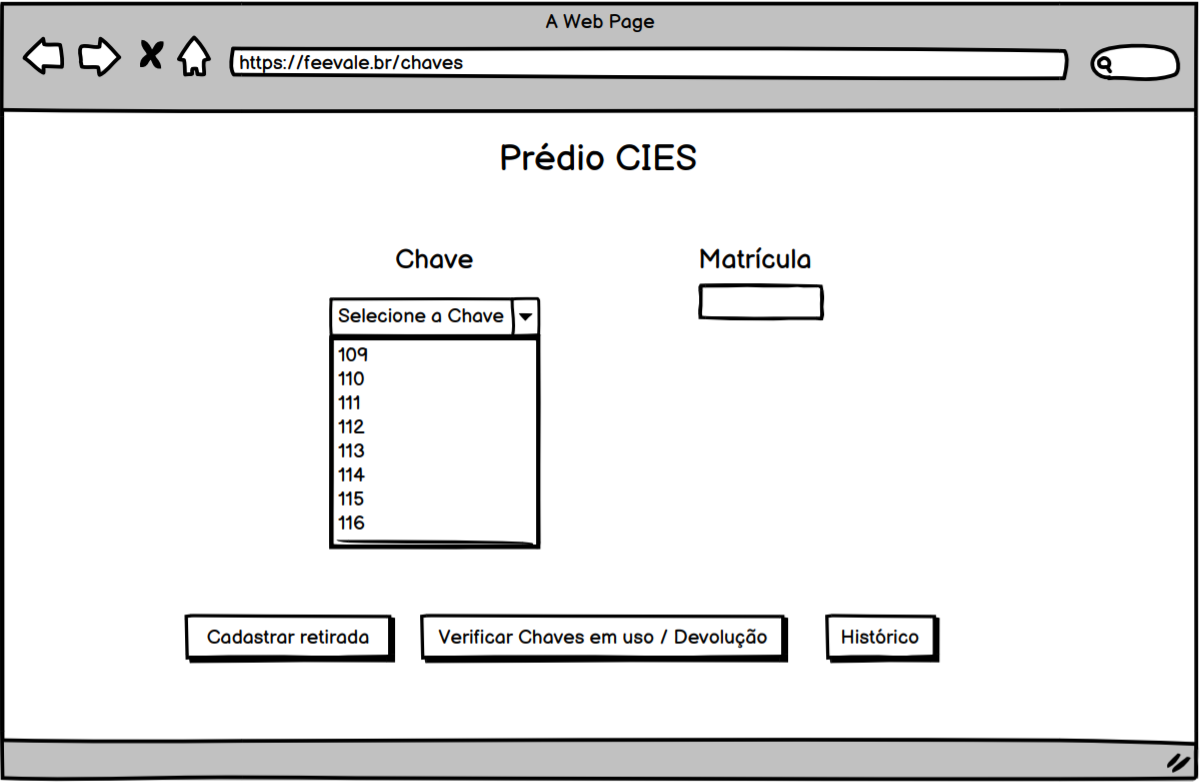 A Web Page
https://feevale.br/chaves
Prédio CIES
Chave
Matrícula
Selecione a Chave
109
110
111
112
113
114
115
116
Cadastrar retirada
Verificar Chaves em uso / Devolução
Histórico